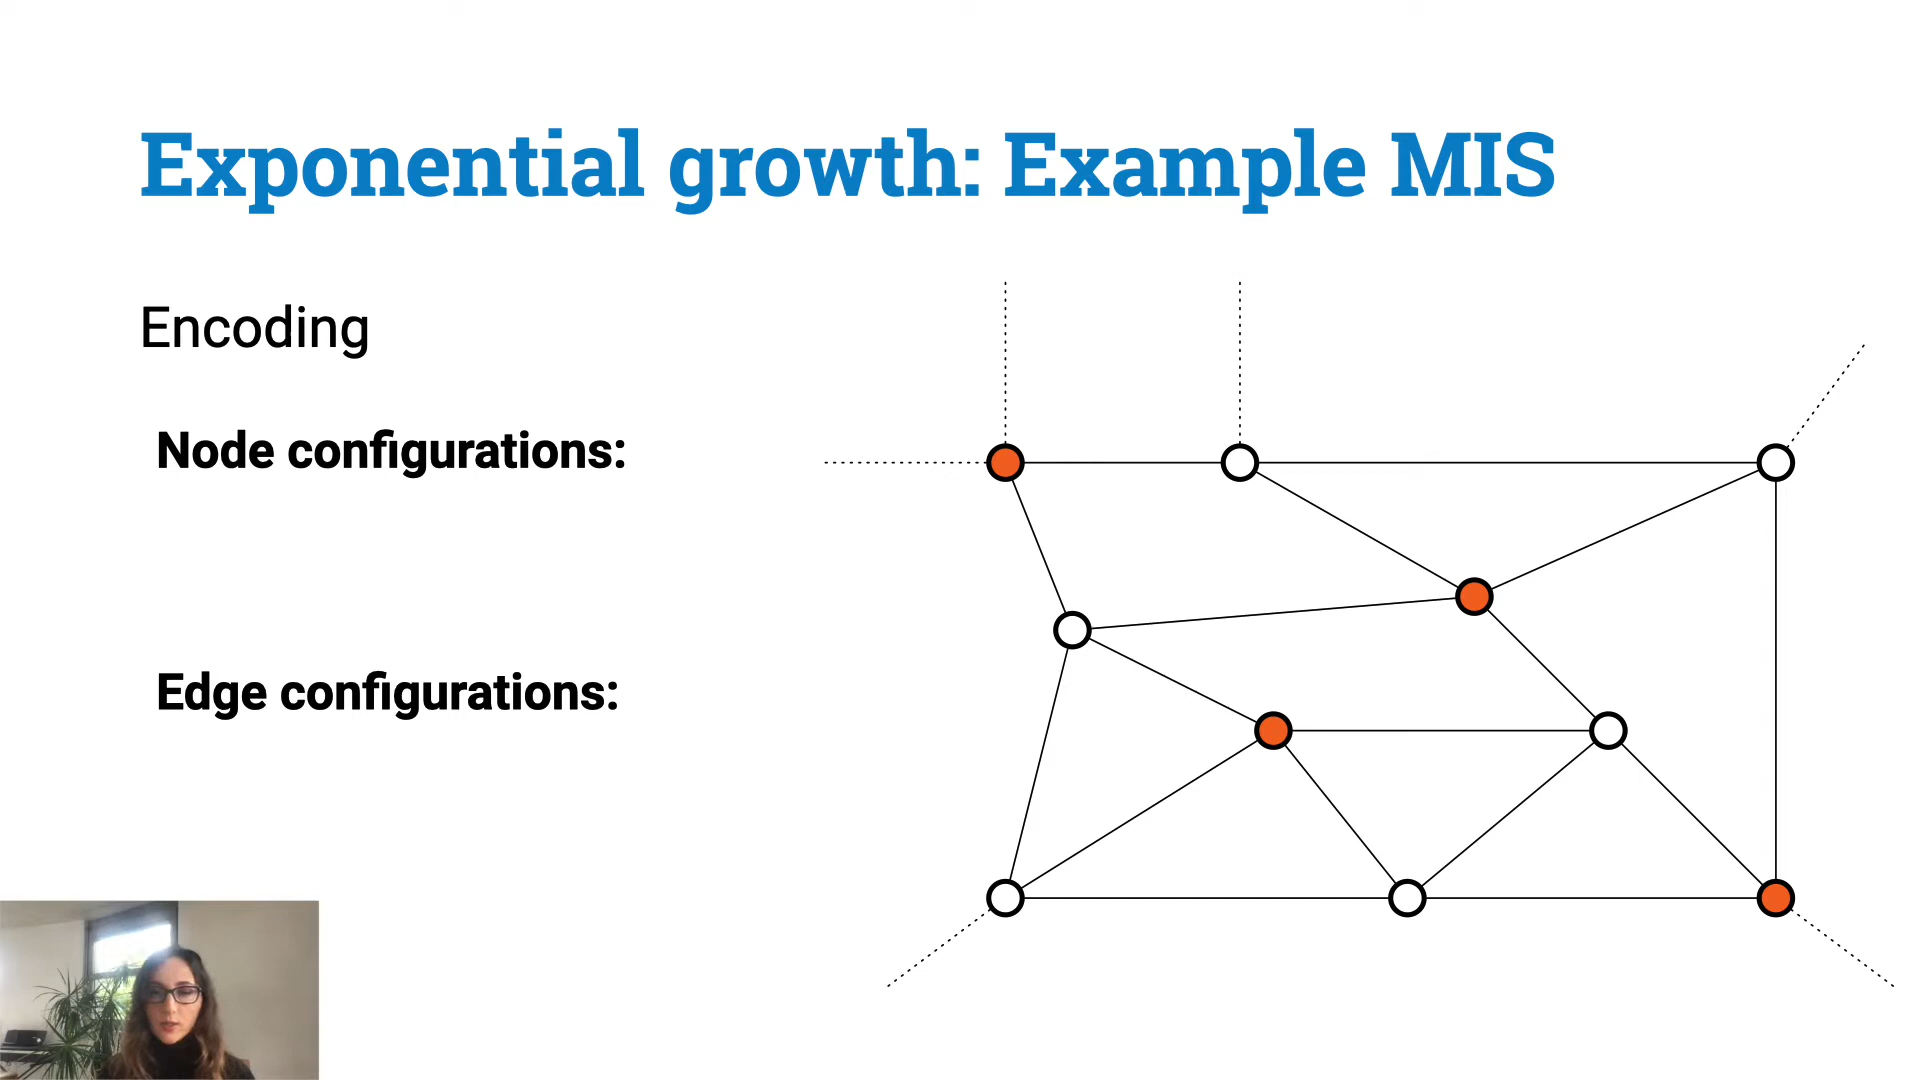 Exponential growth: Example MIS
Encoding
Node configurations:
Edge configurations: